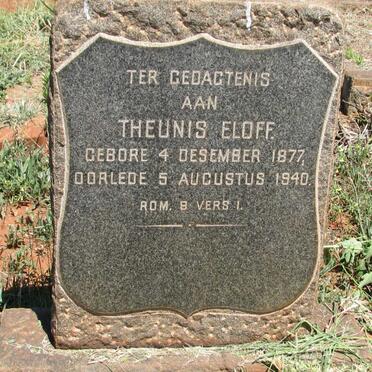 TER GEDAGTENIS
AAN
THEUNIS ELOFF.
GEBORE 4 DESEMBER 1877,
OORLEDE 5 AUGUSTUS 1940.
ROM. 8 VERS 1.